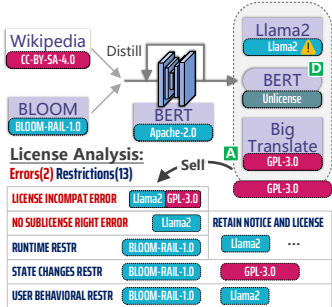 Wikipedia
CC-BY-SA-4.0
BLOOM
BLOOM-RAIL-1.0
Distill
BERT
Apache-2.0
Llama2
Llama2
BERT
D
Unlicense
Big
Translate
GPL-3.0
A
GPL-3.0
Sell
License Analysis:
Errors(2) Restrictions(13)
LICENSE INCOMPAT ERROR Llama2 GPL-3.0
NO SUBLICENSE RIGHT ERROR Llama2 RETAIN NOTICE AND LICENSE
RUNTIME RESTR BLOOM-RAIL-1.0 Llama2 ...
STATE CHANGES RESTR BLOOM-RAIL-1.0 GPL-3.0
USER BEHAVIORAL RESTR BLOOM-RAIL-1.0 Llama2